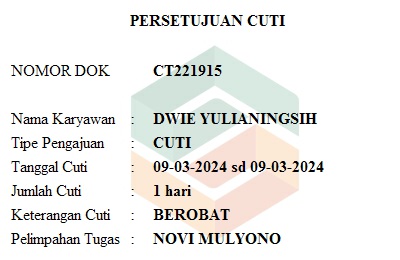 PERSETUJUAN CUTI
NOMOR DOK CT221915
Nama Karyawan : DWIE YULIANINGSIH
Tipe Pengajuan : CUTI
Tanggal Cuti : 09-03-2024 sd 09-03-2024
Jumlah Cuti : 1 hari
Keterangan Cuti : BEROBAT
Pelimpahan Tugas : NOVI MULYONO